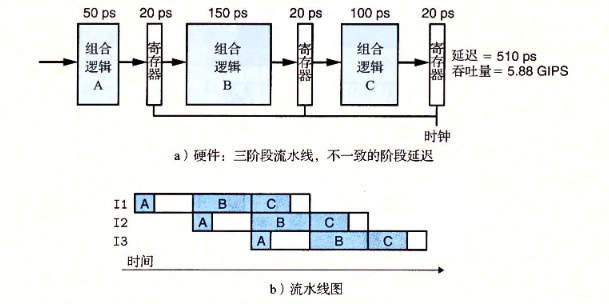 50 ps 20 ps 150 ps 20 ps 100 ps 20 ps
组合逻辑 A
寄存器
组合逻辑 B
寄存器
组合逻辑 C
寄存器
延迟 = 510 ps
吞吐量 = 5.88 GIPS
时钟
a）硬件：三阶段流水线，不一致的阶段延迟
I1 A B C
I2 A B C
I3 A B C
时间
b）流水线图